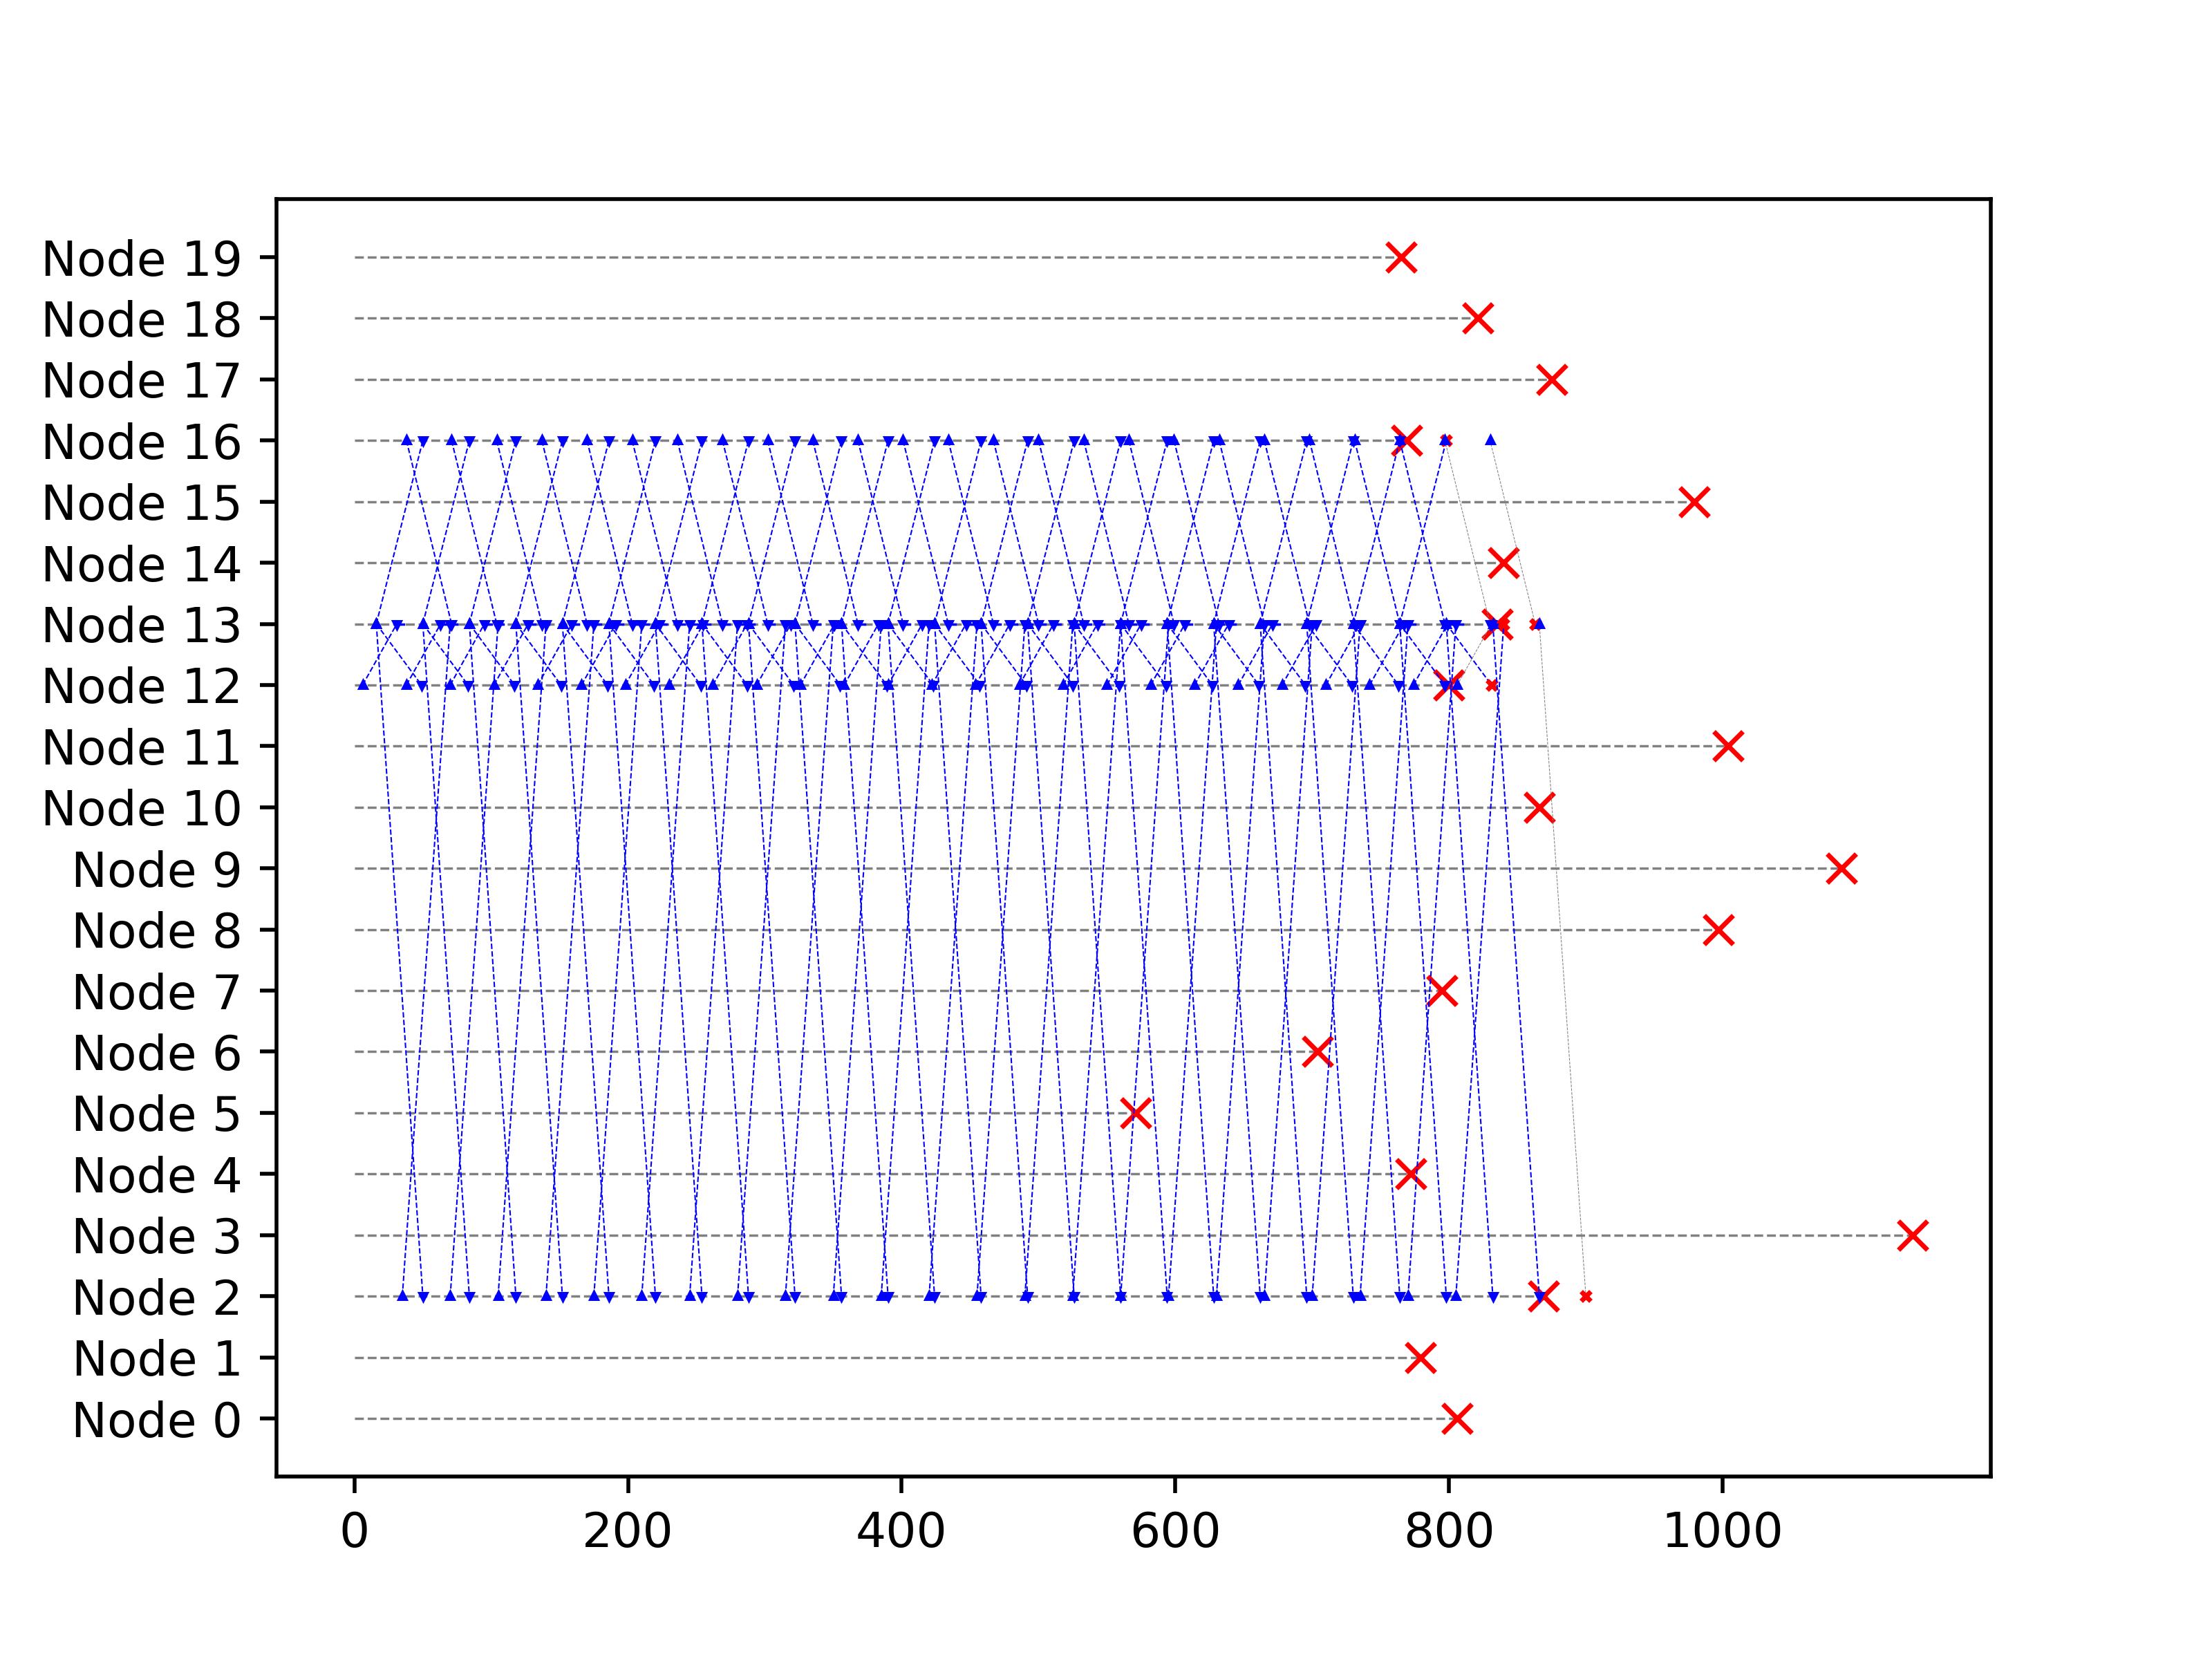 Node 19
Node 18
Node 17
Node 16
Node 15
Node 14
Node 13
Node 12
Node 11
Node 10
Node 9
Node 8
Node 7
Node 6
Node 5
Node 4
Node 3
Node 2
Node 1
Node 0
0 200 400 600 800 1000